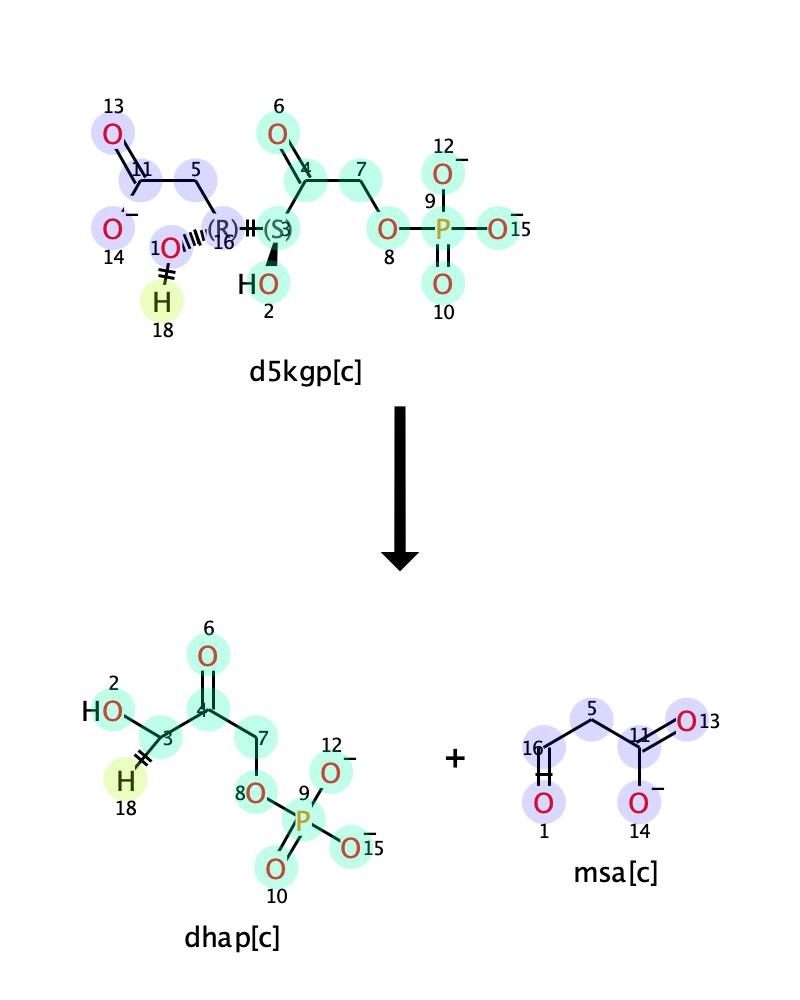 13 6
O O 12
O −
11 5 4 7 9
O − (R) (S) 3 O P O − 15
14 1 O 16 8
H HO O
18 2 10
d5kgp[c]
6
O
2
HO 4
3 7
H 12
18 O −
8 O 9
P
O − 15
O
10
dhap[c]
+
5
16 11 O 13
O O −
1 14
msa[c]